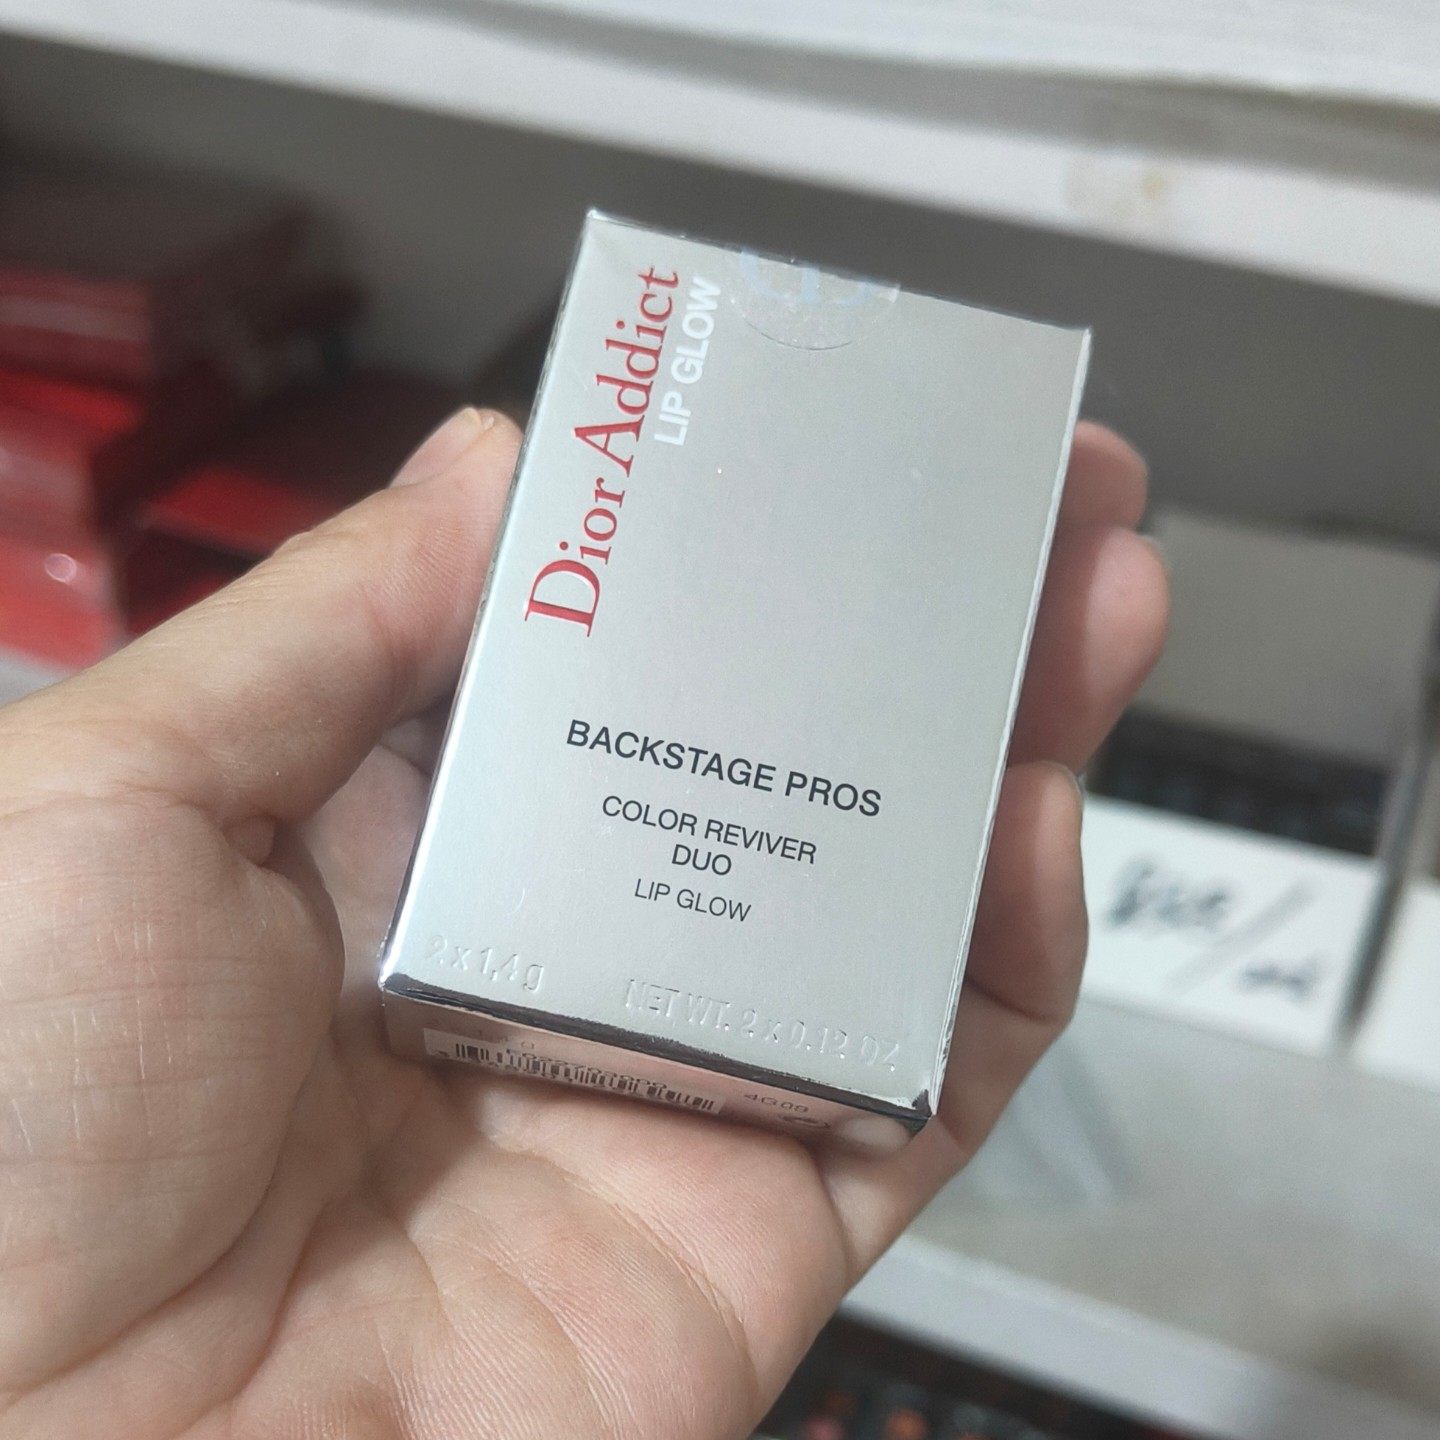 Dior Addict
LIP GLOW
BACKSTAGE PROS
COLOR REVIVER
DUO
LIP GLOW
2 x 1,4 g
NET WT. 2 x 0.12 OZ
4G09